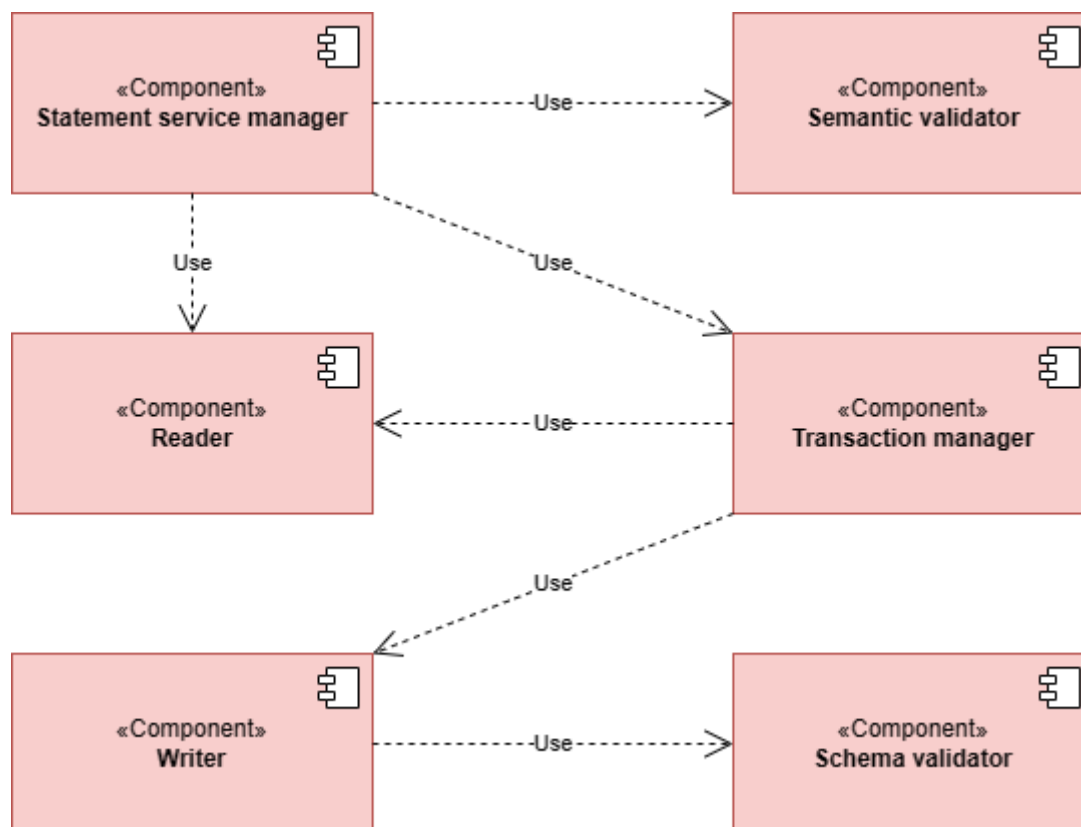 «Component»
Statement service manager
Use
«Component»
Semantic validator
Use
Use
«Component»
Reader
Use
«Component»
Transaction manager
Use
«Component»
Writer
Use
«Component»
Schema validator